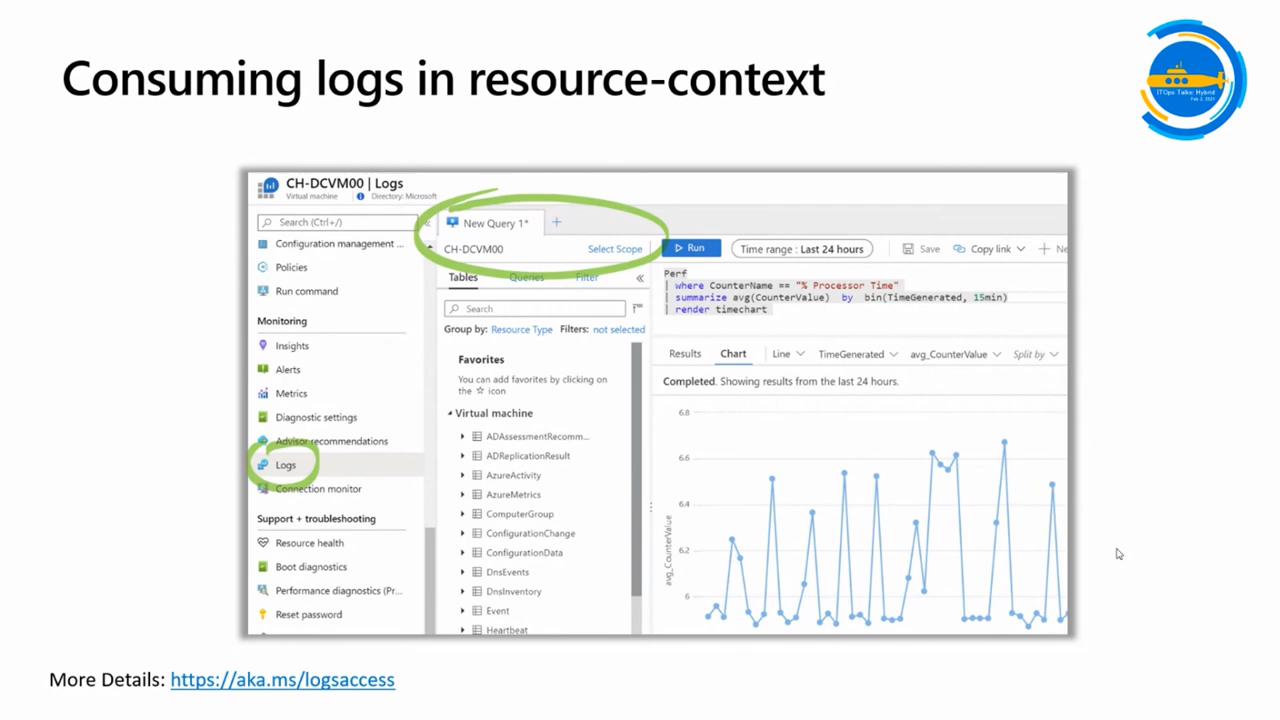 Consuming logs in resource-context
ITOps Talks: Hybrid
Feb 2, 2021
CH-DCVM00 | Logs
Virtual machine
Directory: Microsoft
Search (Ctrl+/)
«
Configuration management ...
Policies
Run command
Monitoring
Insights
Alerts
Metrics
Diagnostic settings
Advisor recommendations
Logs
Connection monitor
Support + troubleshooting
Resource health
Boot diagnostics
Performance diagnostics (Pr...
Reset password
New Query 1*
+
CH-DCVM00
Select Scope
Run
Time range : Last 24 hours
Save
Copy link
Tables
Queries
Filter
«
Search
Group by: Resource Type
Filters: not selected
Favorites
You can add favorites by clicking on
the ☆ icon
Virtual machine
ADAssessmentRecomm...
ADReplicationResult
AzureActivity
AzureMetrics
ComputerGroup
ConfigurationChange
ConfigurationData
DnsEvents
DnsInventory
Event
Heartbeat
Perf
| where CounterName == "% Processor Time"
| summarize avg(CounterValue) by bin(TimeGenerated, 15min)
| render timechart
Results
Chart
Line
TimeGenerated
avg_CounterValue
Split by
Completed. Showing results from the last 24 hours.
avg_CounterValue
6.8
6.6
6.4
6.2
6
More Details: https://aka.ms/logsaccess